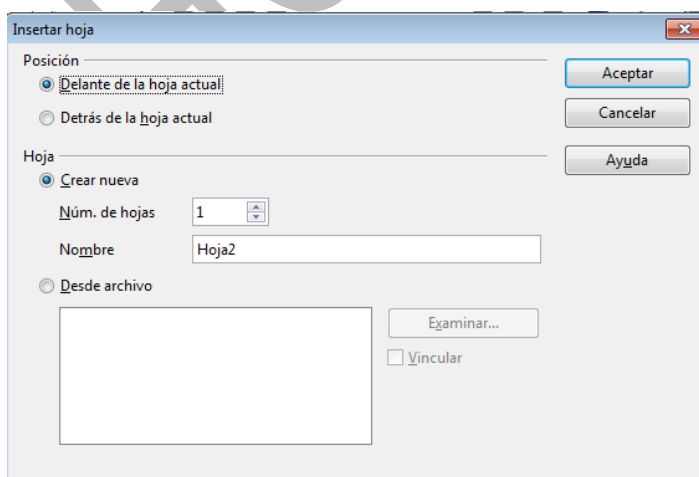 Insertar hoja
Posición
Delante de la hoja actual
Detrás de la hoja actual
Aceptar
Cancelar
Ayuda
Hoja
Crear nueva
Núm. de hojas 1
Nombre Hoja2
Desde archivo
Examinar...
Vincular